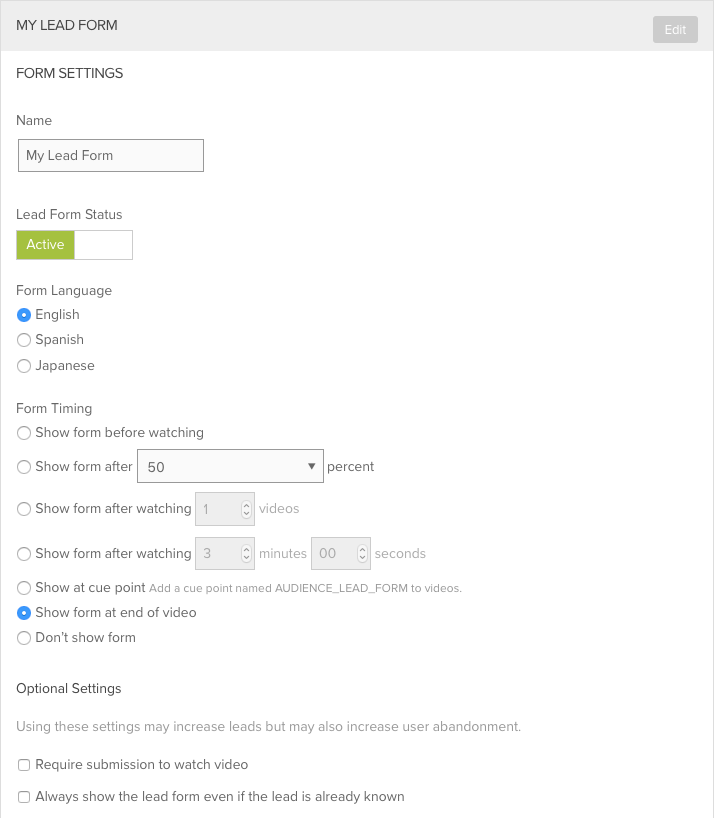 MY LEAD FORM
Edit
FORM SETTINGS
Name
My Lead Form
Lead Form Status
Active
Form Language
English
Spanish
Japanese
Form Timing
Show form before watching
Show form after 50 percent
Show form after watching 1 videos
Show form after watching 3 minutes 00 seconds
Show at cue point Add a cue point named AUDIENCE_LEAD_FORM to videos.
Show form at end of video
Don't show form
Optional Settings
Using these settings may increase leads but may also increase user abandonment.
Require submission to watch video
Always show the lead form even if the lead is already known